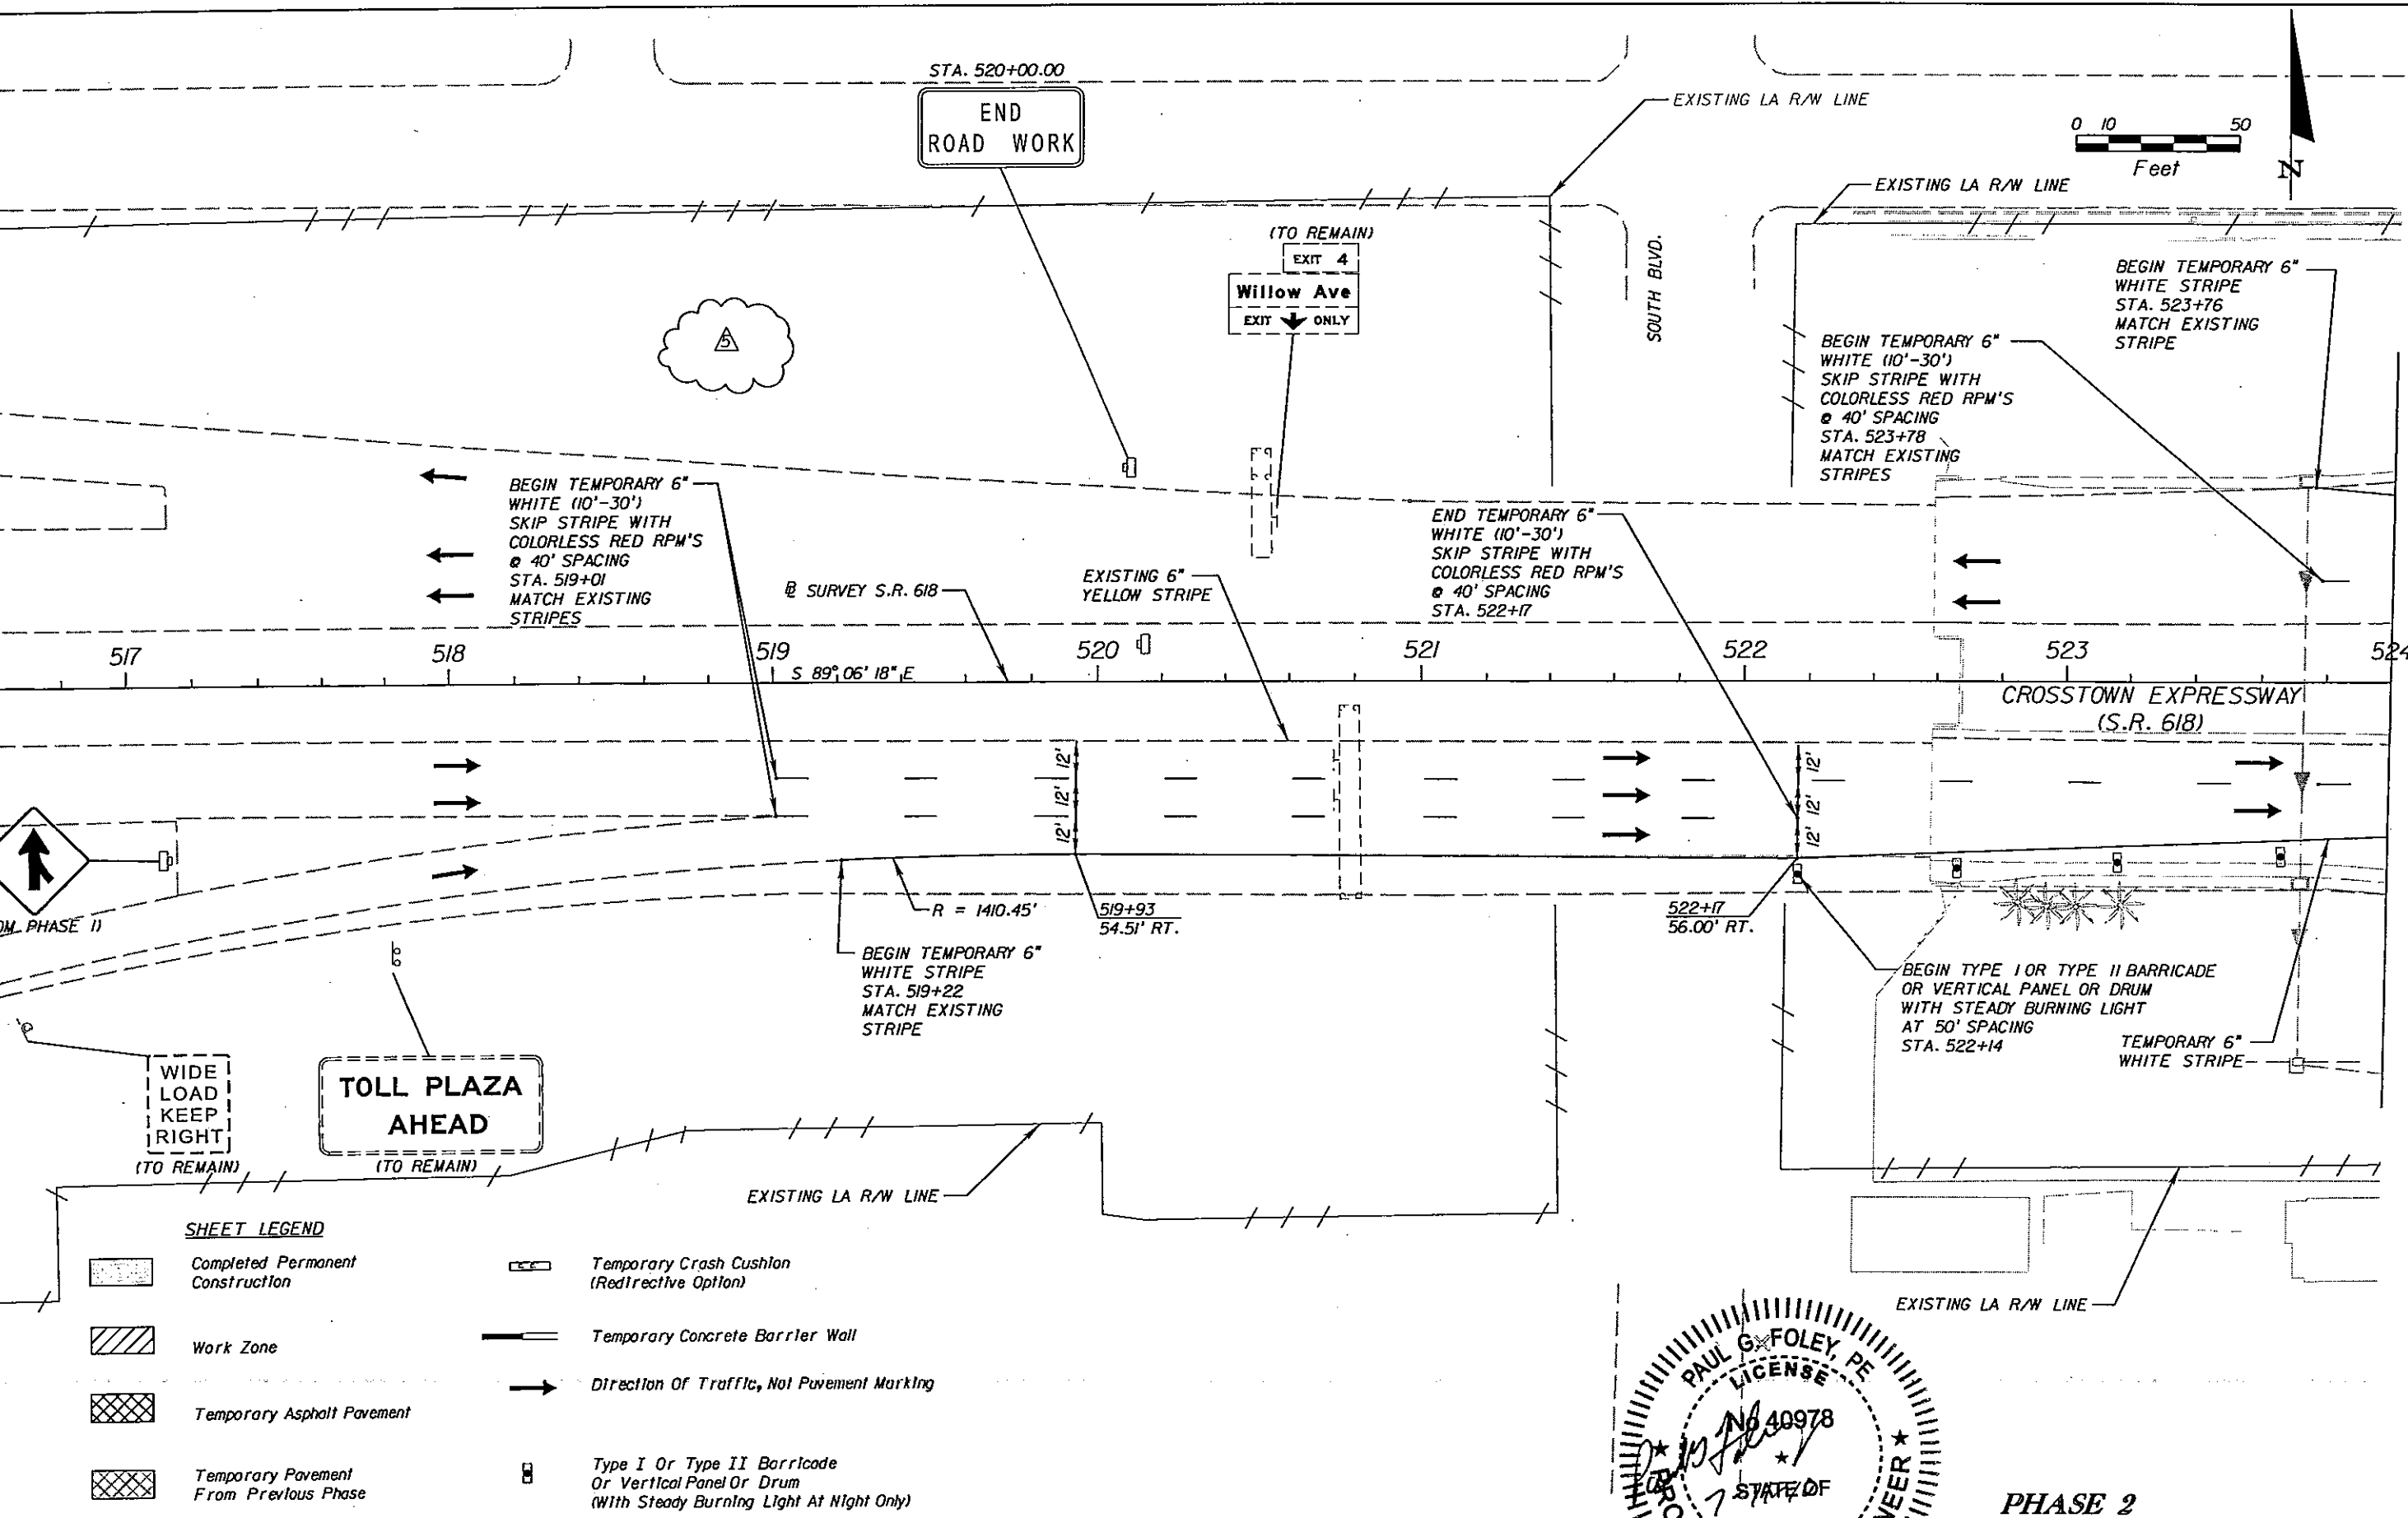 STA. 520+00.00
END
ROAD WORK
EXISTING LA R/W LINE
0 10 50
Feet
N
EXISTING LA R/W LINE
(TO REMAIN)
EXIT 4
Willow Ave
EXIT ONLY
SOUTH BLVD.
5
BEGIN TEMPORARY 6"
WHITE STRIPE
STA. 523+76
MATCH EXISTING
STRIPE
BEGIN TEMPORARY 6"
WHITE (10'-30')
SKIP STRIPE WITH
COLORLESS RED RPM'S
@ 40' SPACING
STA. 523+78
MATCH EXISTING
STRIPES
BEGIN TEMPORARY 6"
WHITE (10'-30')
SKIP STRIPE WITH
COLORLESS RED RPM'S
@ 40' SPACING
STA. 519+01
MATCH EXISTING
STRIPES
END TEMPORARY 6"
WHITE (10'-30')
SKIP STRIPE WITH
COLORLESS RED RPM'S
@ 40' SPACING
STA. 522+17
SURVEY S.R. 618
EXISTING 6"
YELLOW STRIPE
517 518 519 520 521 522 523 524
S 89° 06' 18" E
CROSSTOWN EXPRESSWAY
(S.R. 618)
12'
12'
12'
12'
12'
12'
OM PHASE I)
R = 1410.45'
519+93
54.51' RT.
522+17
56.00' RT.
BEGIN TEMPORARY 6"
WHITE STRIPE
STA. 519+22
MATCH EXISTING
STRIPE
BEGIN TYPE I OR TYPE II BARRICADE
OR VERTICAL PANEL OR DRUM
WITH STEADY BURNING LIGHT
AT 50' SPACING
STA. 522+14
TEMPORARY 6"
WHITE STRIPE
WIDE
LOAD
KEEP
RIGHT
(TO REMAIN)
TOLL PLAZA
AHEAD
(TO REMAIN)
EXISTING LA R/W LINE
EXISTING LA R/W LINE
SHEET LEGEND
Completed Permanent
Construction
Work Zone
Temporary Asphalt Pavement
Temporary Pavement
From Previous Phase
Temporary Crash Cushion
(Redirective Option)
Temporary Concrete Barrier Wall
Direction Of Traffic, Not Pavement Marking
Type I Or Type II Barricade
Or Vertical Panel Or Drum
(With Steady Burning Light At Night Only)
PAUL G. FOLEY, PE
LICENSE
No 40978
STATE OF
PHASE 2